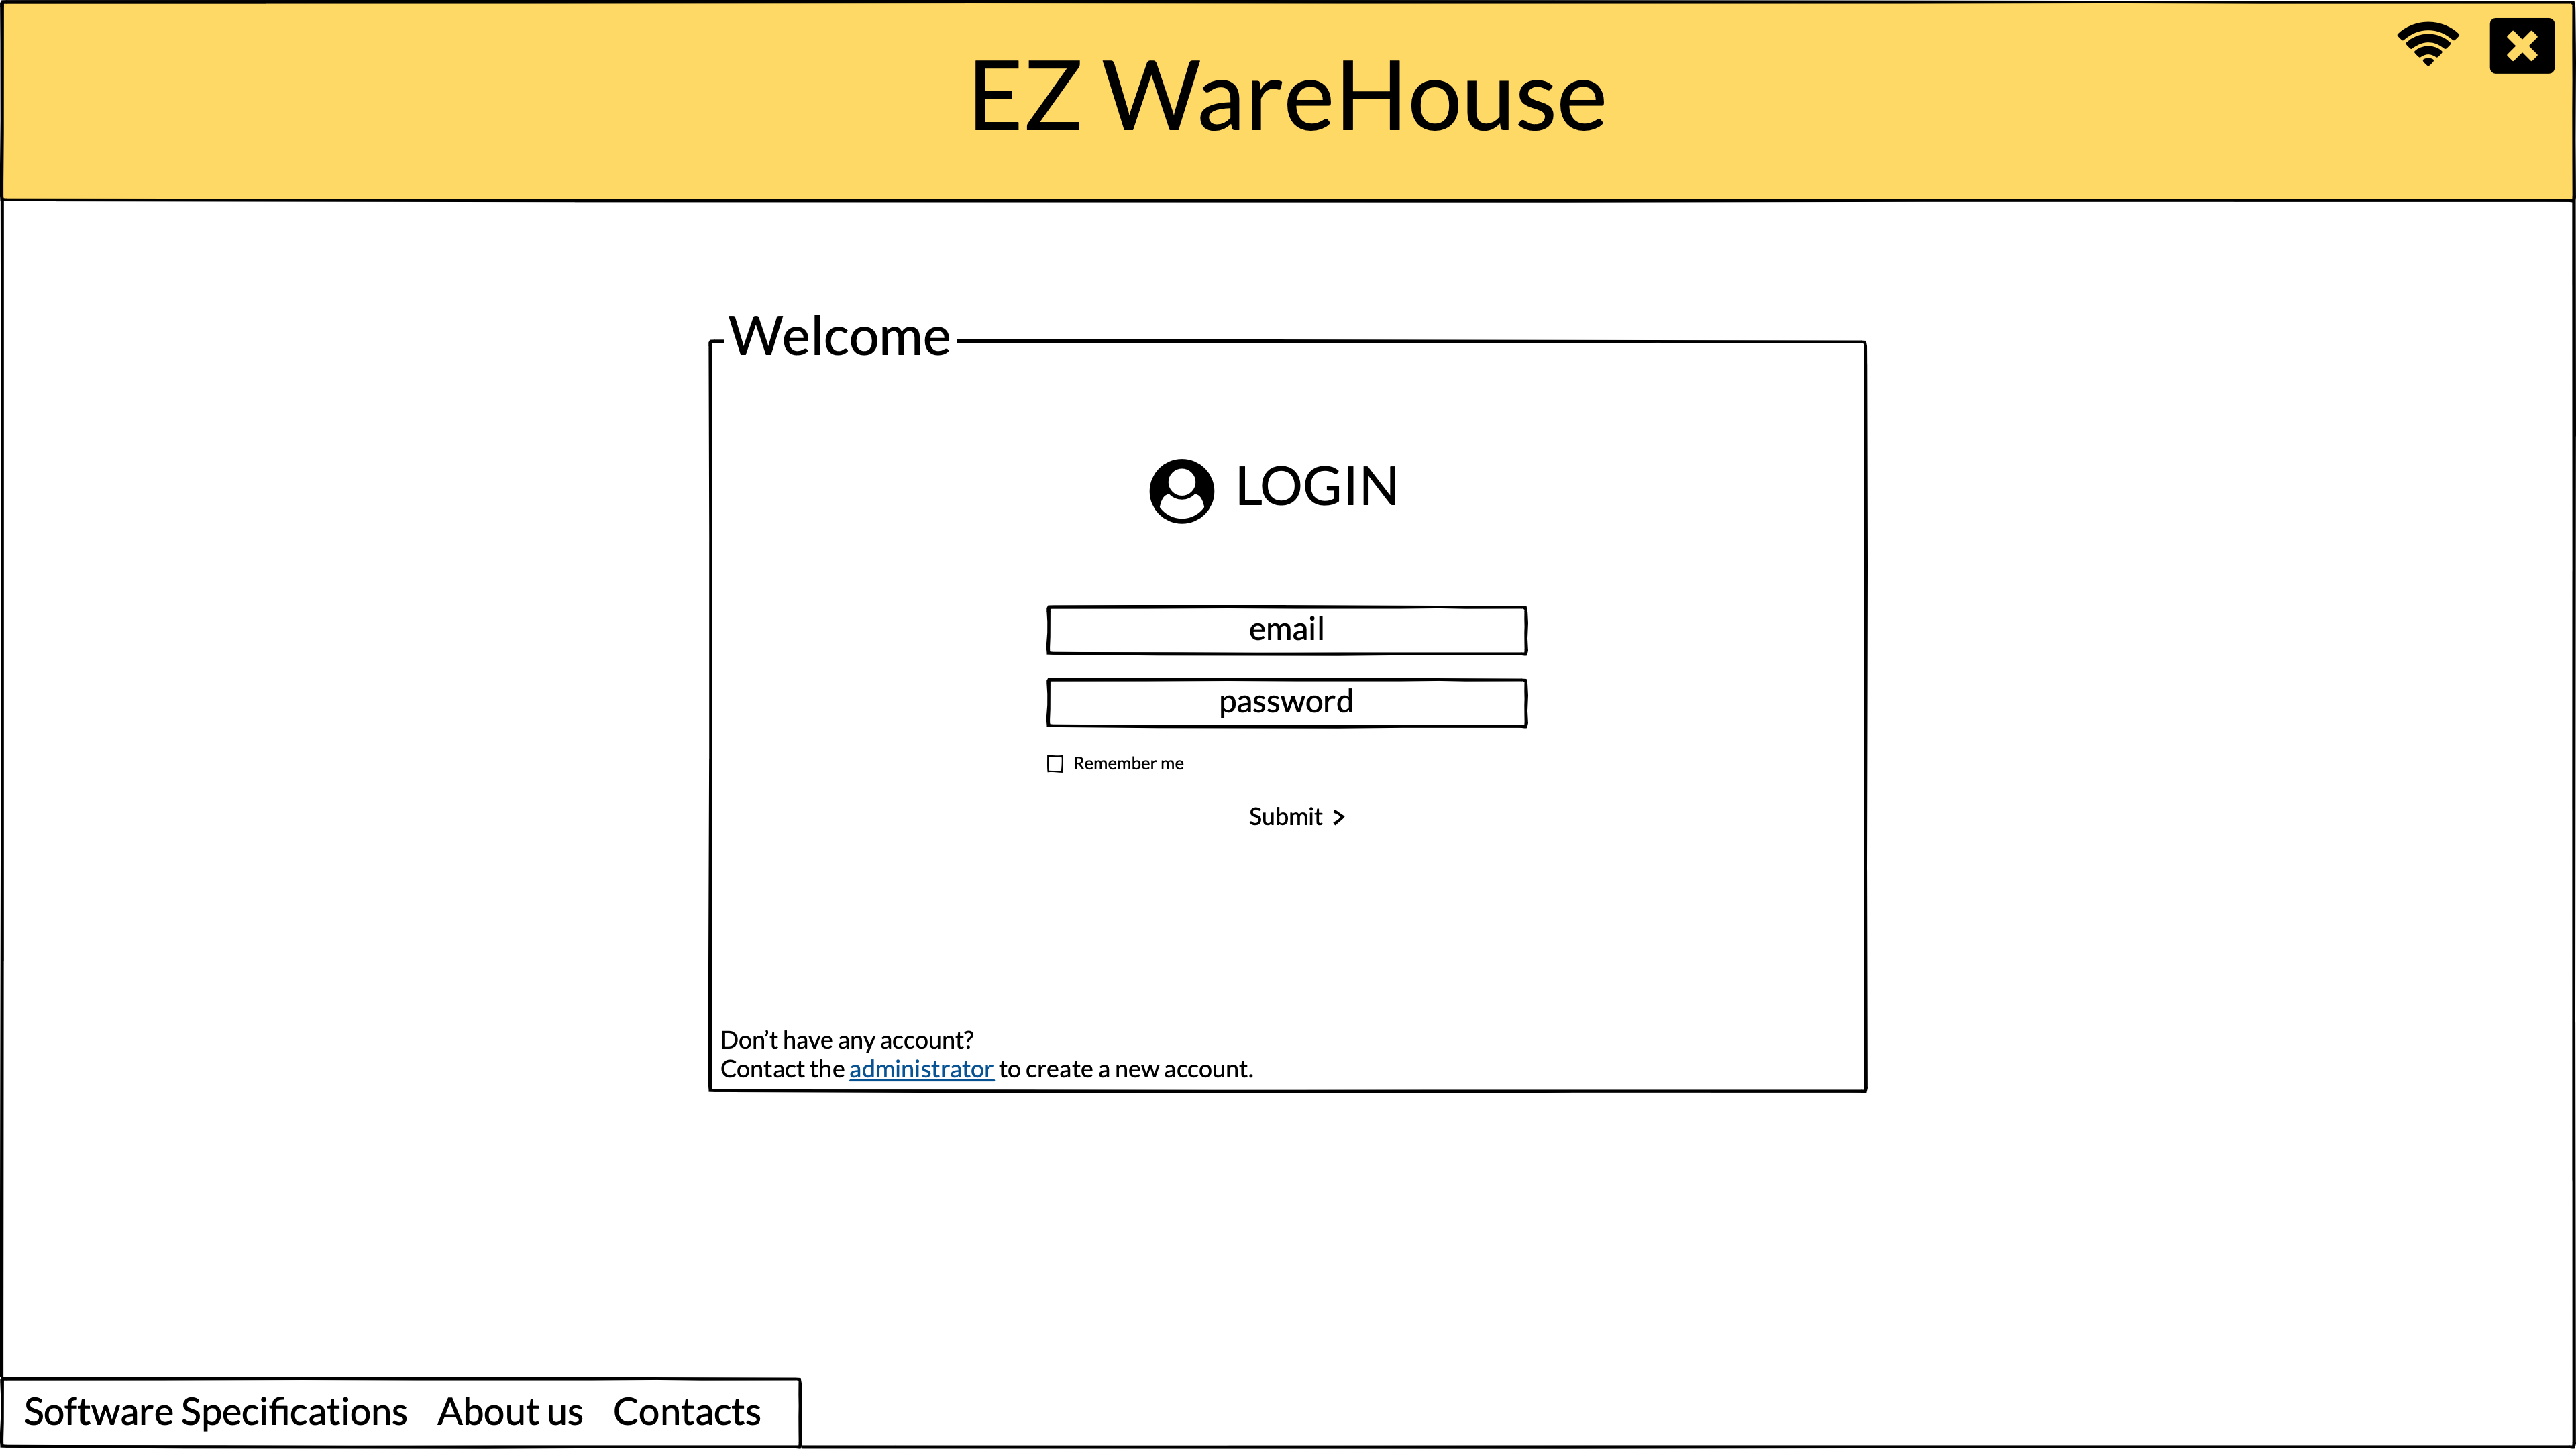 EZ WareHouse
Welcome
LOGIN
email
password
Remember me
Submit >
Don’t have any account?
Contact the administrator to create a new account.
Software Specifications About us Contacts